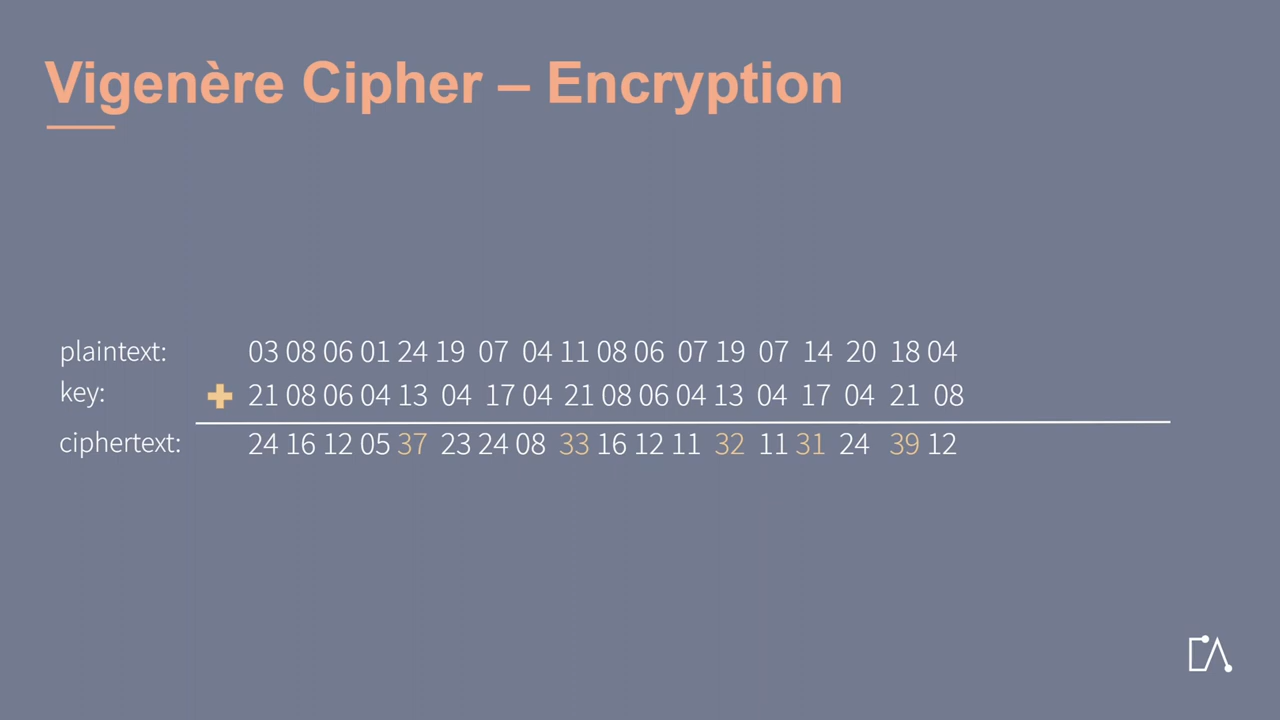 Vigenère Cipher – Encryption
plaintext: 03 08 06 01 24 19 07 04 11 08 06 07 19 07 14 20 18 04
key: + 21 08 06 04 13 04 17 04 21 08 06 04 13 04 17 04 21 08
ciphertext: 24 16 12 05 37 23 24 08 33 16 12 11 32 11 31 24 39 12